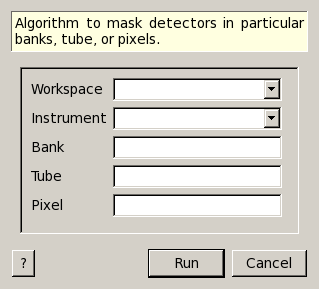 Algorithm to mask detectors in particular
banks, tube, or pixels.
Workspace
Instrument
Bank
Tube
Pixel
? Run Cancel